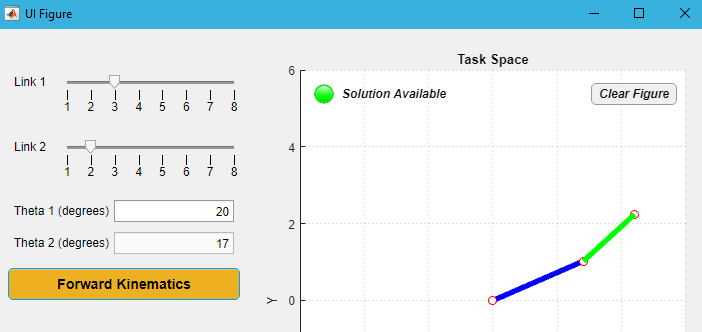 UI Figure
Link 1
1 2 3 4 5 6 7 8
Link 2
1 2 3 4 5 6 7 8
Theta 1 (degrees) 20
Theta 2 (degrees) 17
Forward Kinematics
Task Space
Solution Available
Clear Figure
6
4
2
0
Y